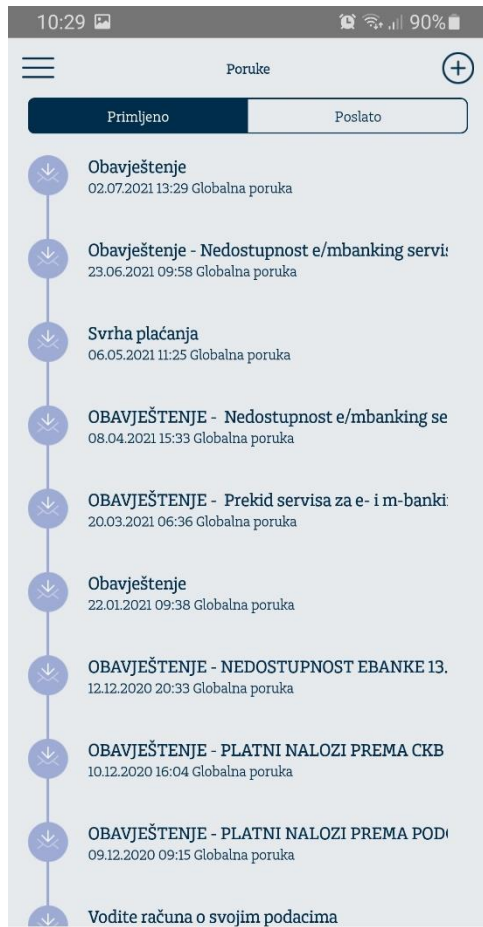 10:29 90%
Poruke
Primljeno Poslato
Obavještenje
02.07.2021 13:29 Globalna poruka
Obavještenje - Nedostupnost e/mbanking
23.06.2021 09:58 Globalna poruka
Svrha plaćanja
06.05.2021 11:25 Globalna poruka
OBAVJEŠTENJE - Nedostupnost e/mbanking se
08.04.2021 15:33 Globalna poruka
OBAVJEŠTENJE - Prekid servisa za e- i m-
20.03.2021 06:36 Globalna poruka
Obavještenje
22.01.2021 09:38 Globalna poruka
OBAVJEŠTENJE - NEDOSTUPNOST EBANKE 13.
12.12.2020 20:33 Globalna poruka
OBAVJEŠTENJE - PLATNI NALOZI PREMA CKB
10.12.2020 16:04 Globalna poruka
OBAVJEŠTENJE - PLATNI NALOZI PREMA
09.12.2020 09:15 Globalna poruka
Vodite računa o svojim podacima